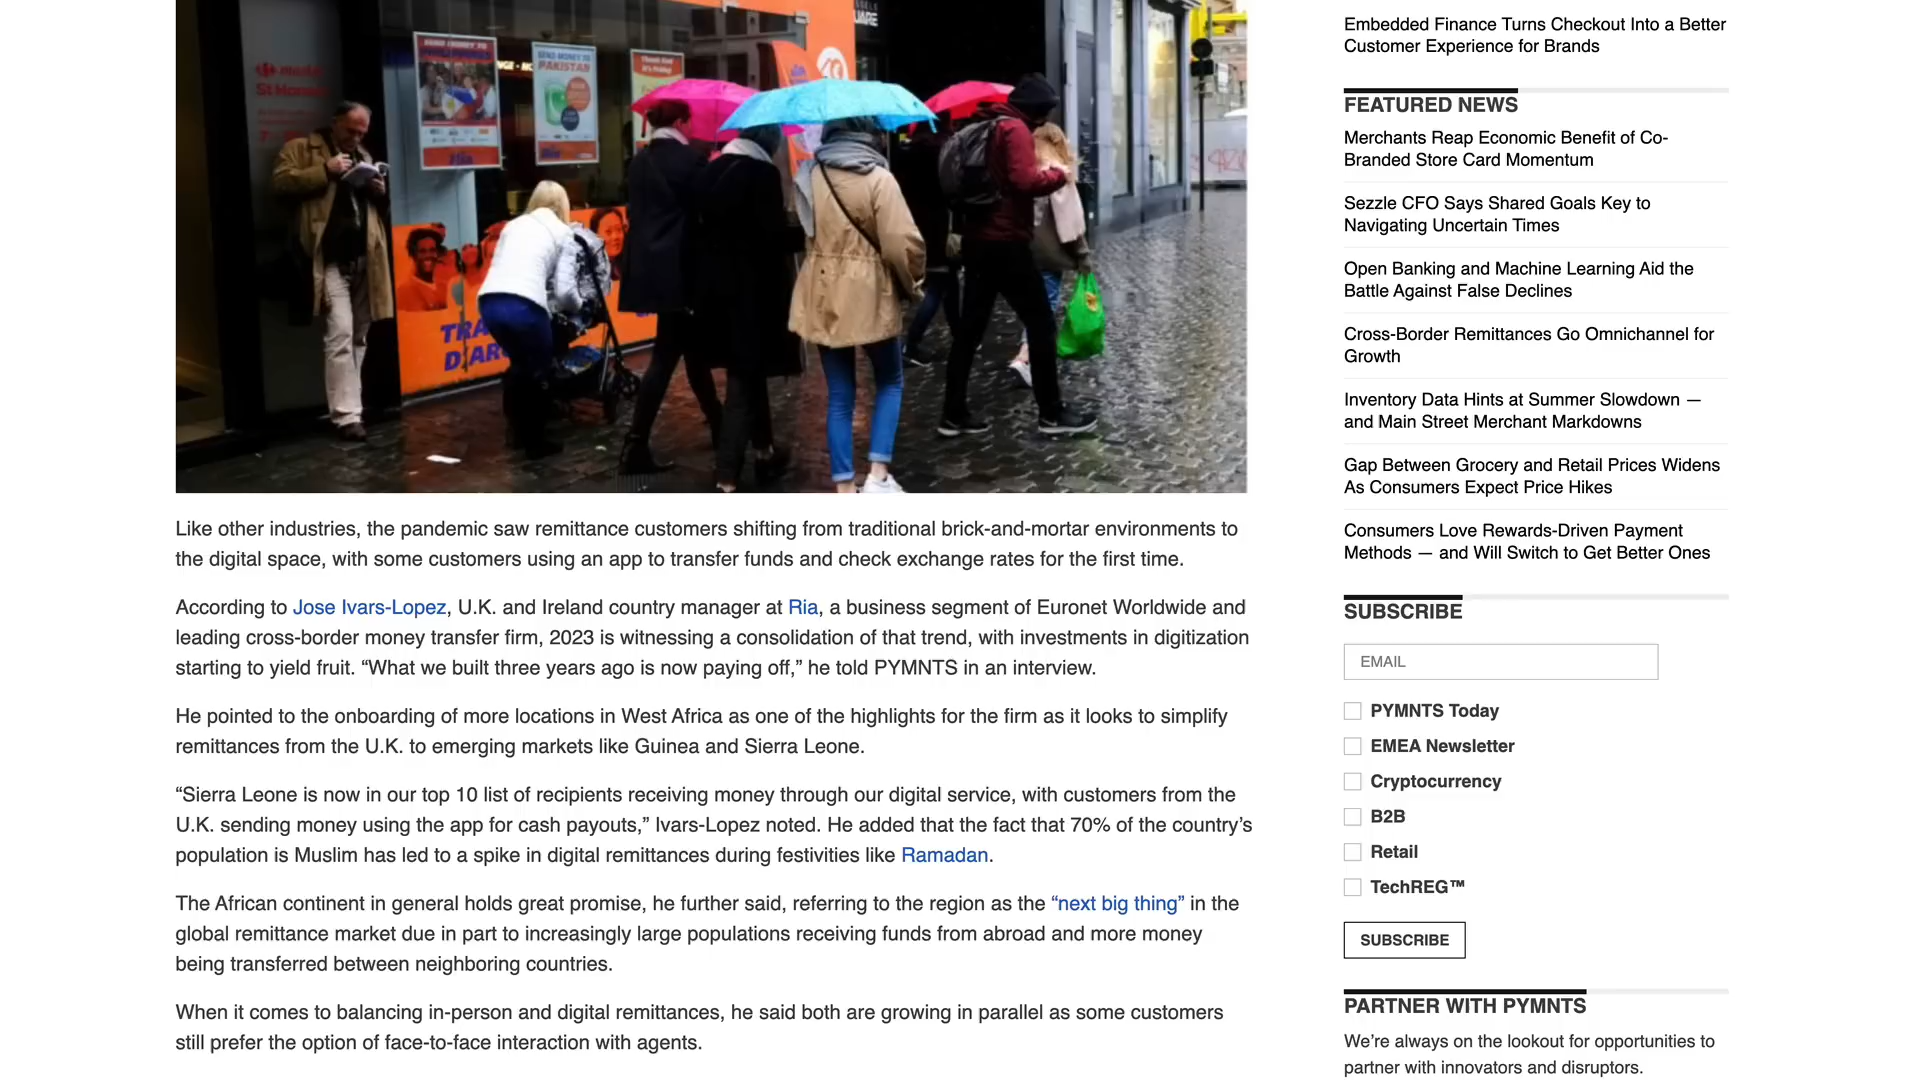 SEND MONEY TO
SEND MONEY TO
PAKISTAN
Ria
Ria
Embedded Finance Turns Checkout Into a Better
Customer Experience for Brands
FEATURED NEWS
Merchants Reap Economic Benefit of Co-
Branded Store Card Momentum
Sezzle CFO Says Shared Goals Key to
Navigating Uncertain Times
Open Banking and Machine Learning Aid the
Battle Against False Declines
Cross-Border Remittances Go Omnichannel for
Growth
Inventory Data Hints at Summer Slowdown —
and Main Street Merchant Markdowns
Gap Between Grocery and Retail Prices Widens
As Consumers Expect Price Hikes
Consumers Love Rewards-Driven Payment
Methods — and Will Switch to Get Better Ones
Like other industries, the pandemic saw remittance customers shifting from traditional brick-and-mortar environments to
the digital space, with some customers using an app to transfer funds and check exchange rates for the first time.
According to Jose Ivars-Lopez, U.K. and Ireland country manager at Ria, a business segment of Euronet Worldwide and
leading cross-border money transfer firm, 2023 is witnessing a consolidation of that trend, with investments in digitization
starting to yield fruit. “What we built three years ago is now paying off,” he told PYMNTS in an interview.
He pointed to the onboarding of more locations in West Africa as one of the highlights for the firm as it looks to simplify
remittances from the U.K. to emerging markets like Guinea and Sierra Leone.
“Sierra Leone is now in our top 10 list of recipients receiving money through our digital service, with customers from the
U.K. sending money using the app for cash payouts,” Ivars-Lopez noted. He added that the fact that 70% of the country’s
population is Muslim has led to a spike in digital remittances during festivities like Ramadan.
The African continent in general holds great promise, he further said, referring to the region as the “next big thing” in the
global remittance market due in part to increasingly large populations receiving funds from abroad and more money
being transferred between neighboring countries.
When it comes to balancing in-person and digital remittances, he said both are growing in parallel as some customers
still prefer the option of face-to-face interaction with agents.
SUBSCRIBE
EMAIL
PYMNTS Today
EMEA Newsletter
Cryptocurrency
B2B
Retail
TechREG™
SUBSCRIBE
PARTNER WITH PYMNTS
We’re always on the lookout for opportunities to
partner with innovators and disruptors.